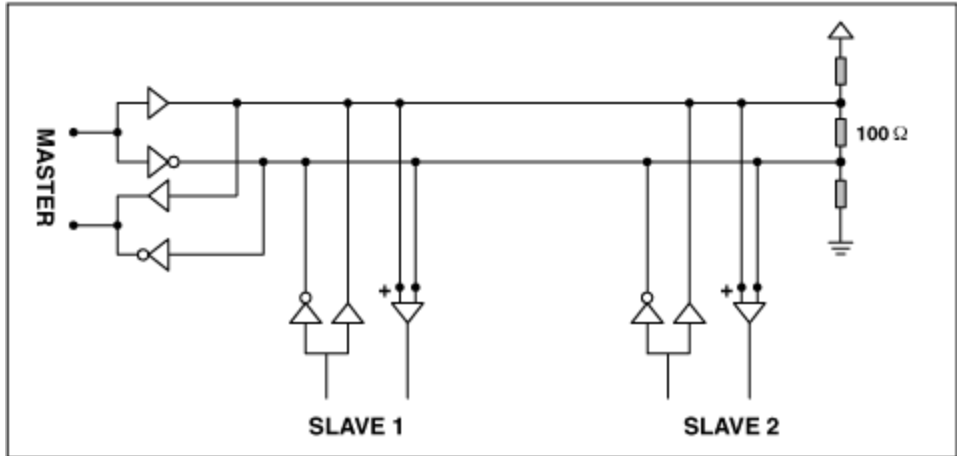 MASTER
100 Ω
+
+
SLAVE 1
SLAVE 2